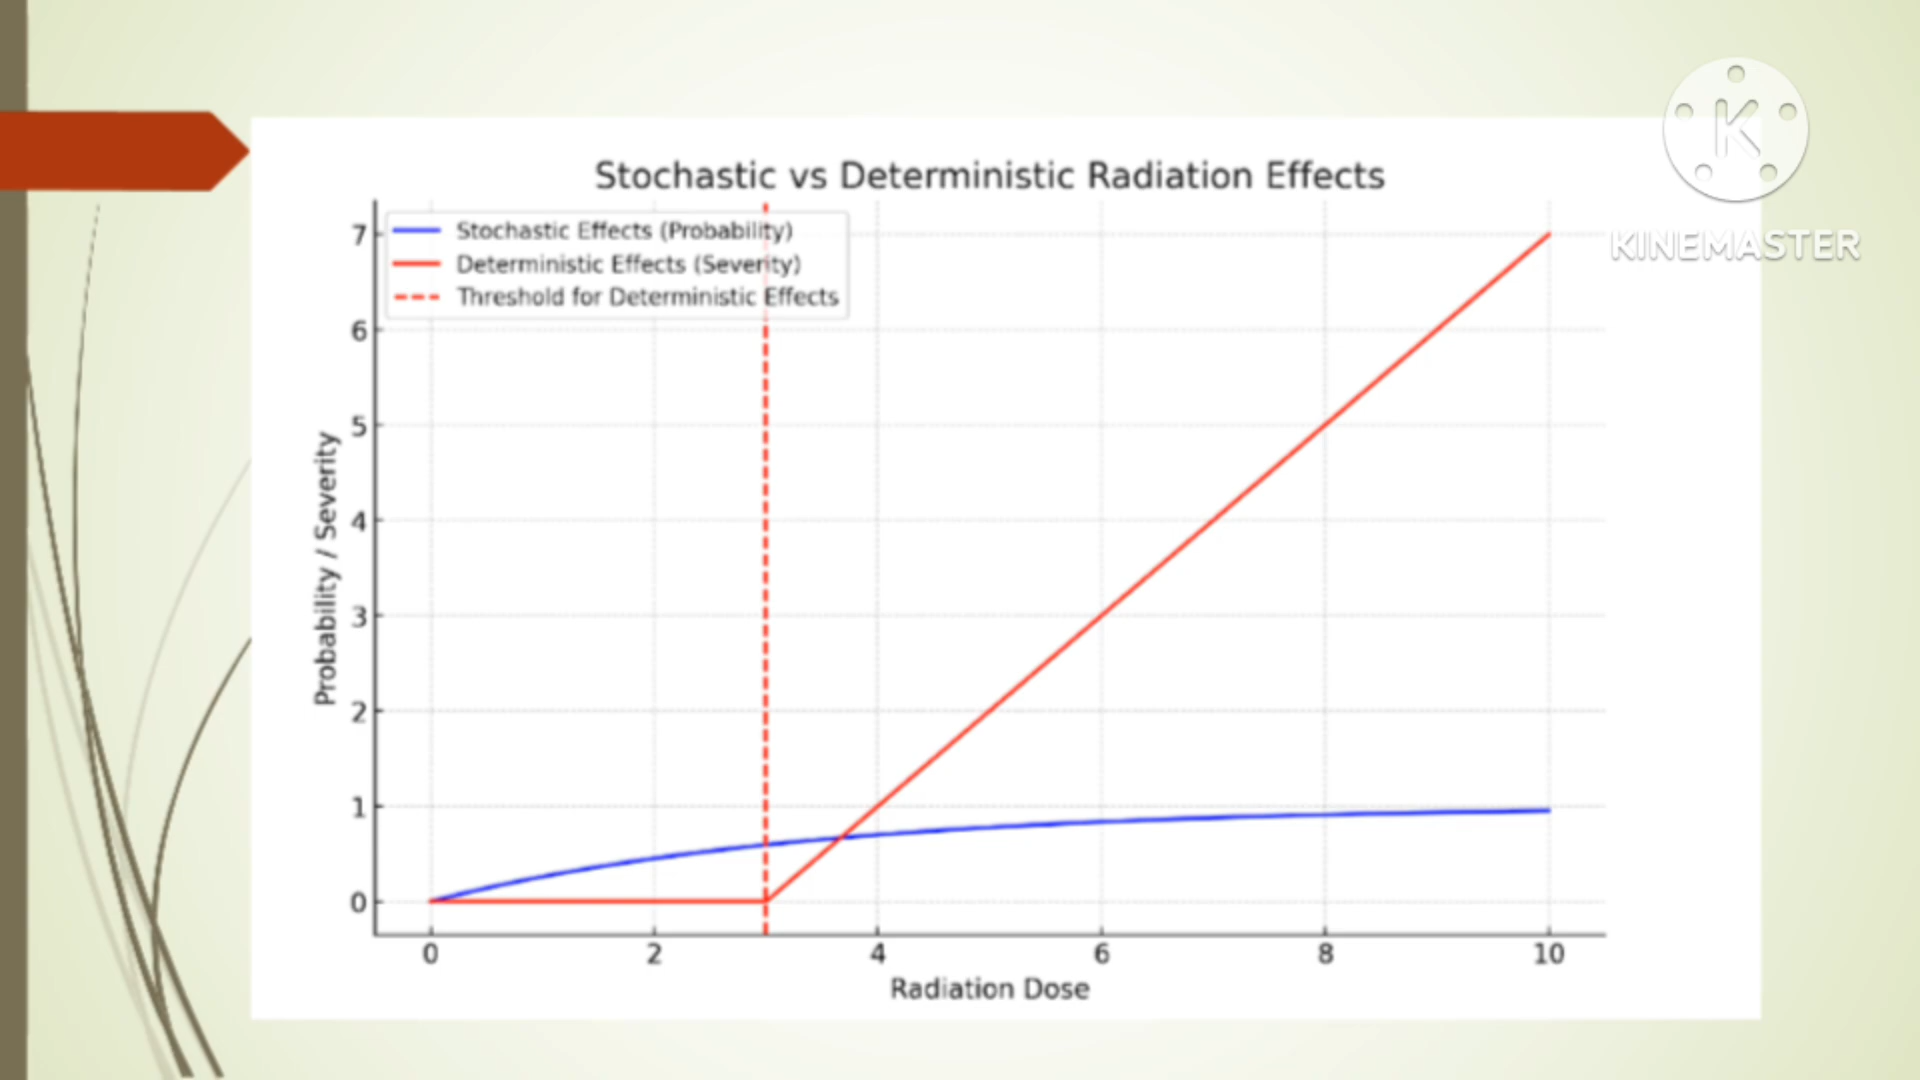 Stochastic vs Deterministic Radiation Effects
K
KINEMASTER
Stochastic Effects (Probability)
Deterministic Effects (Severity)
Threshold for Deterministic Effects
Probability / Severity
7
6
5
4
3
2
1
0
0 2 4 6 8 10
Radiation Dose